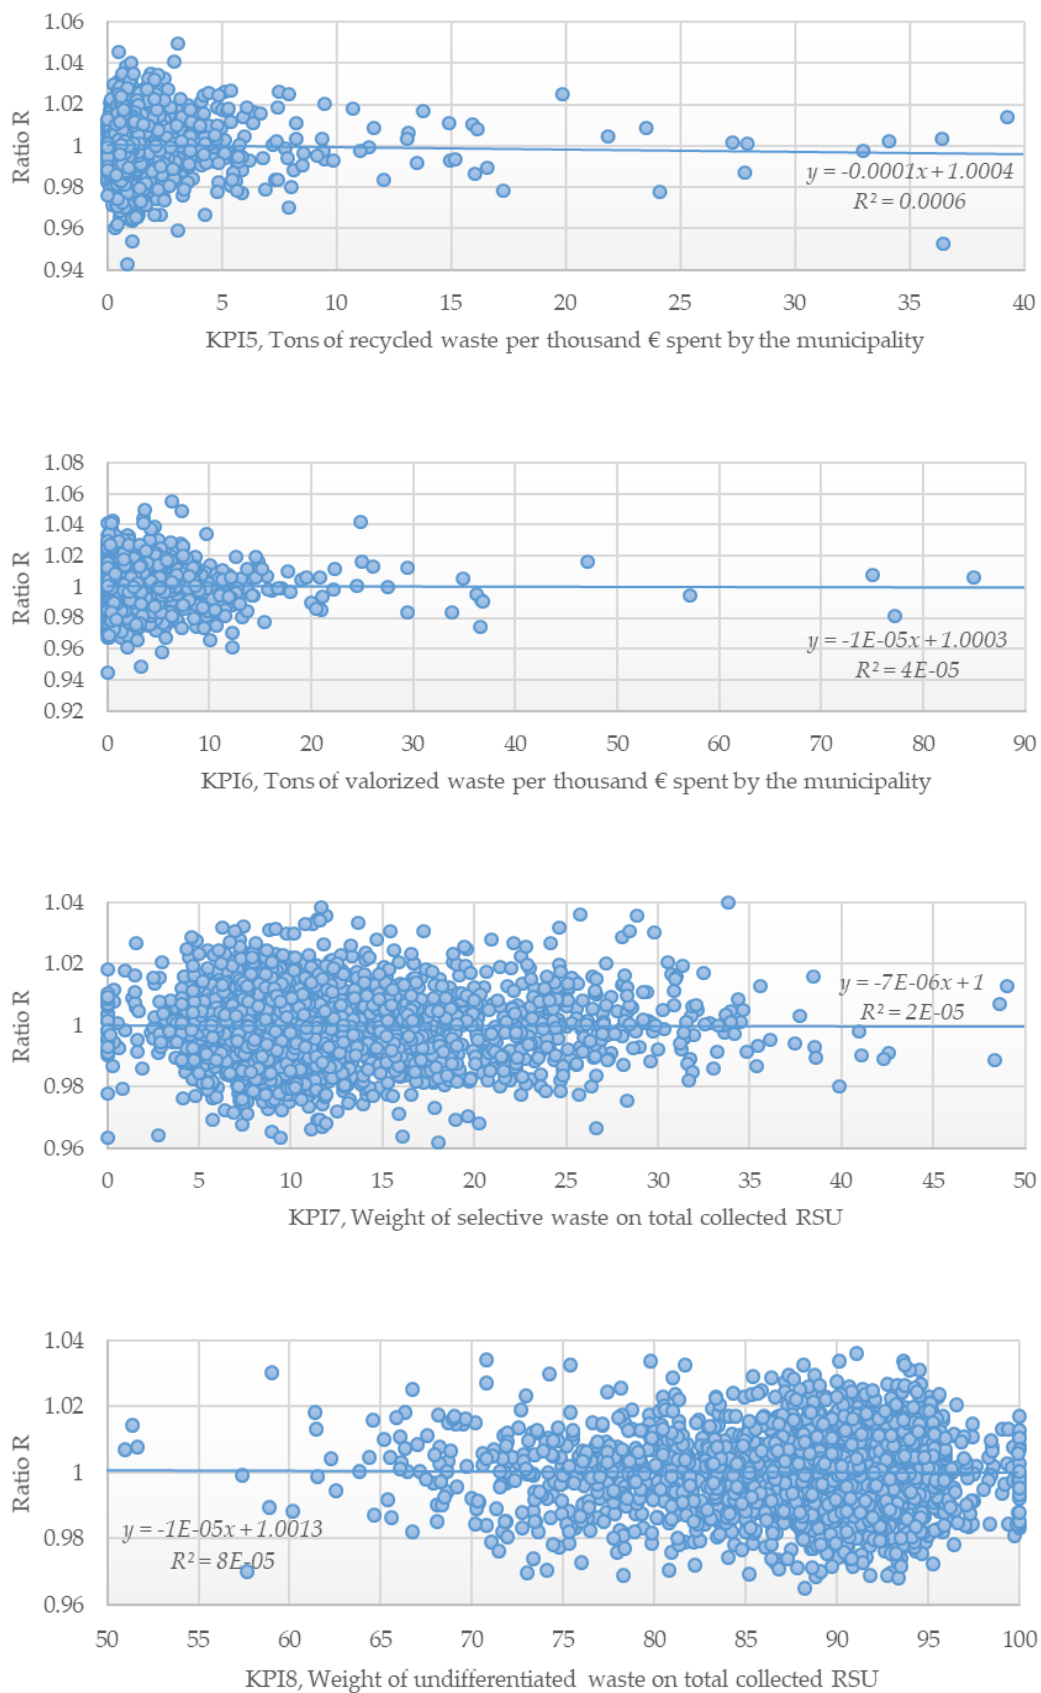 1.06
1.04
1.02
1
0.98
0.96
0.94
Ratio R
y = -0.0001x + 1.0004
R² = 0.0006
0 5 10 15 20 25 30 35 40
KPI5, Tons of recycled waste per thousand € spent by the municipality
1.08
1.06
1.04
1.02
1
0.98
0.96
0.94
0.92
Ratio R
y = -1E-05x + 1.0003
R² = 4E-05
0 10 20 30 40 50 60 70 80 90
KPI6, Tons of valorized waste per thousand € spent by the municipality
1.04
1.02
1
0.98
0.96
Ratio R
y = -7E-06x + 1
R² = 2E-05
0 5 10 15 20 25 30 35 40 45 50
KPI7, Weight of selective waste on total collected RSU
1.04
1.02
1
0.98
0.96
Ratio R
y = -1E-05x + 1.0013
R² = 8E-05
50 55 60 65 70 75 80 85 90 95 100
KPI8, Weight of undifferentiated waste on total collected RSU